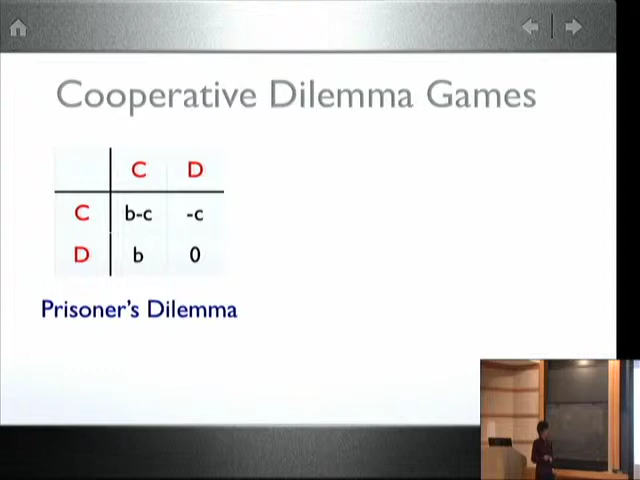 Cooperative Dilemma Games
C D
C b-c -c
D b 0
Prisoner's Dilemma